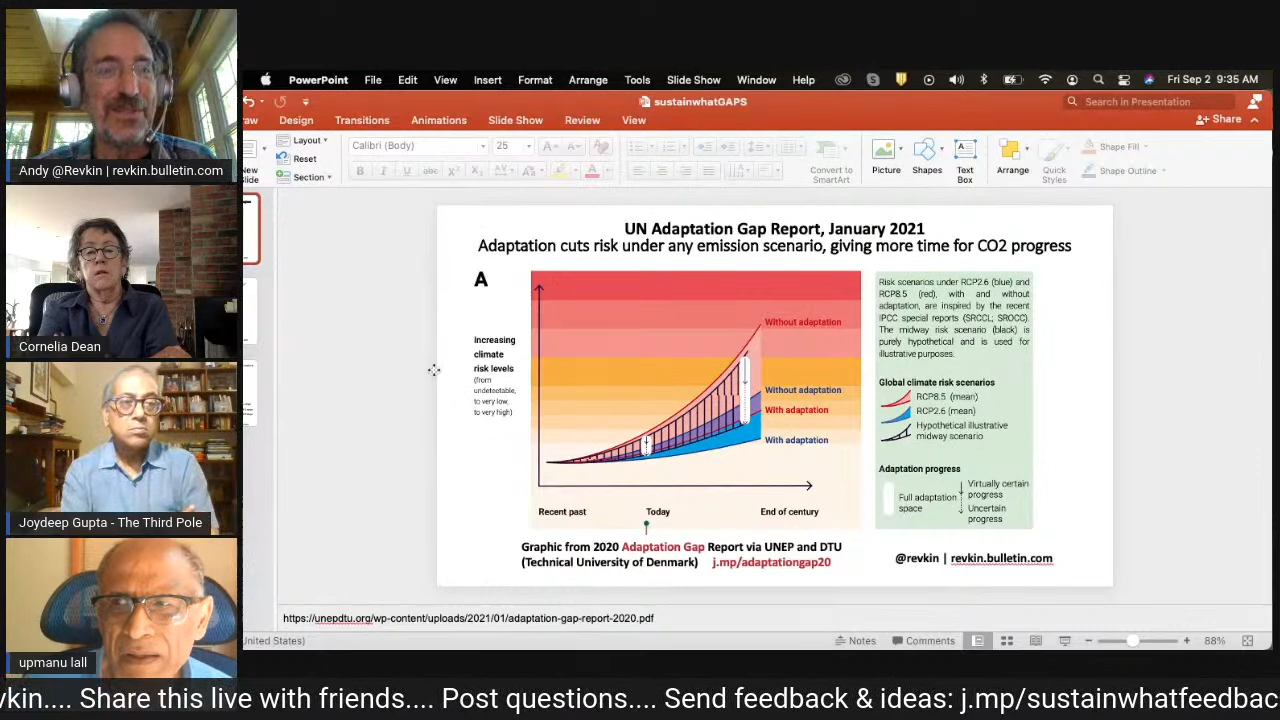 Andy @Revkin | revkin.bulletin.com
Cornelia Dean
Joydeep Gupta - The Third Pole
upmanu lall
PowerPoint File Edit View Insert Format Arrange Tools Slide Show Window Help
Fri Sep 2 9:35 AM
sustainwhatGAPS
Search in Presentation
raw Design Transitions Animations Slide Show Review View
Share
Layout
Reset
Section
Calibri (Body) 25
Convert to
SmartArt
Picture
Shapes
Text
Box
Arrange
Quick
Styles
Shape Fill
Shape Outline
UN Adaptation Gap Report, January 2021
Adaptation cuts risk under any emission scenario, giving more time for CO2 progress
A
Increasing
climate
risk levels
(from
undetectable,
to very low,
to very high)
Without adaptation
Without adaptation
With adaptation
With adaptation
Recent past
Today
End of century
Risk scenarios under RCP2.6 (blue) and
RCP8.5 (red), with and without
adaptation, are inspired by the recent
IPCC special reports (SRCCL; SROCC).
The midway risk scenario (black) is
purely hypothetical and is used for
illustrative purposes.
Global climate risk scenarios
RCP8.5 (mean)
RCP2.6 (mean)
Hypothetical illustrative
midway scenario
Adaptation progress
Full adaptation
space
Virtually certain
progress
Uncertain
progress
Graphic from 2020 Adaptation Gap Report via UNEP and DTU
(Technical University of Denmark) j.mp/adaptationgap20
@revkin | revkin.bulletin.com
https://unepdtu.org/wp-content/uploads/2021/01/adaptation-gap-report-2020.pdf
United States)
Notes
Comments
88%
vkin.... Share this live with friends.... Post questions.... Send feedback & ideas: j.mp/sustainwhatfeedbac